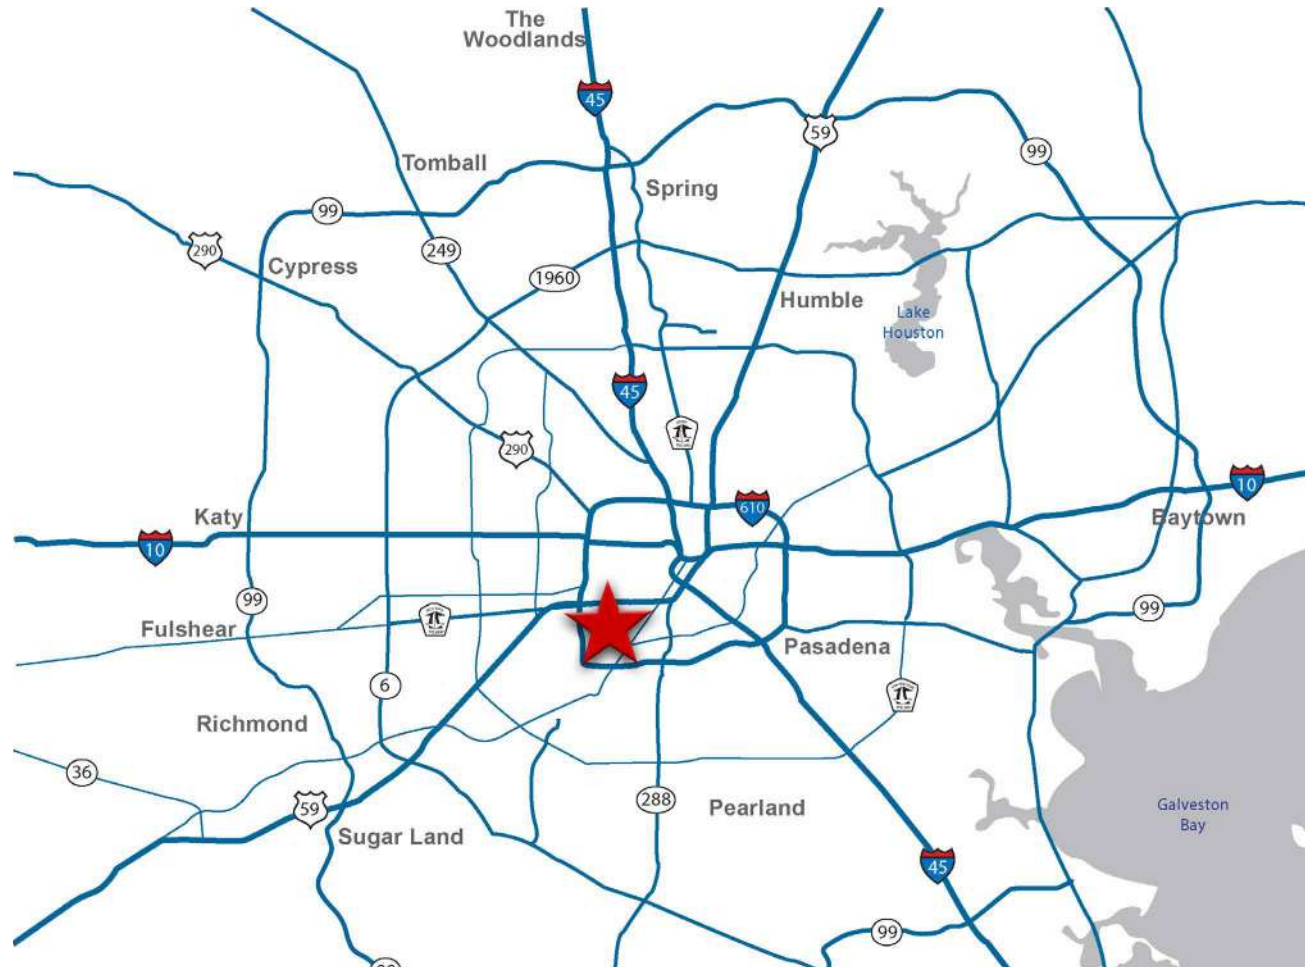 The
Woodlands
45
59
99
Tomball
Spring
99
290
249
Cypress
1960
Humble
Lake
Houston
45
290
10
610
Katy
Baytown
10
99
99
Fulshear
Pasadena
6
Richmond
36
59
288
Pearland
Galveston
Bay
Sugar Land
45
99